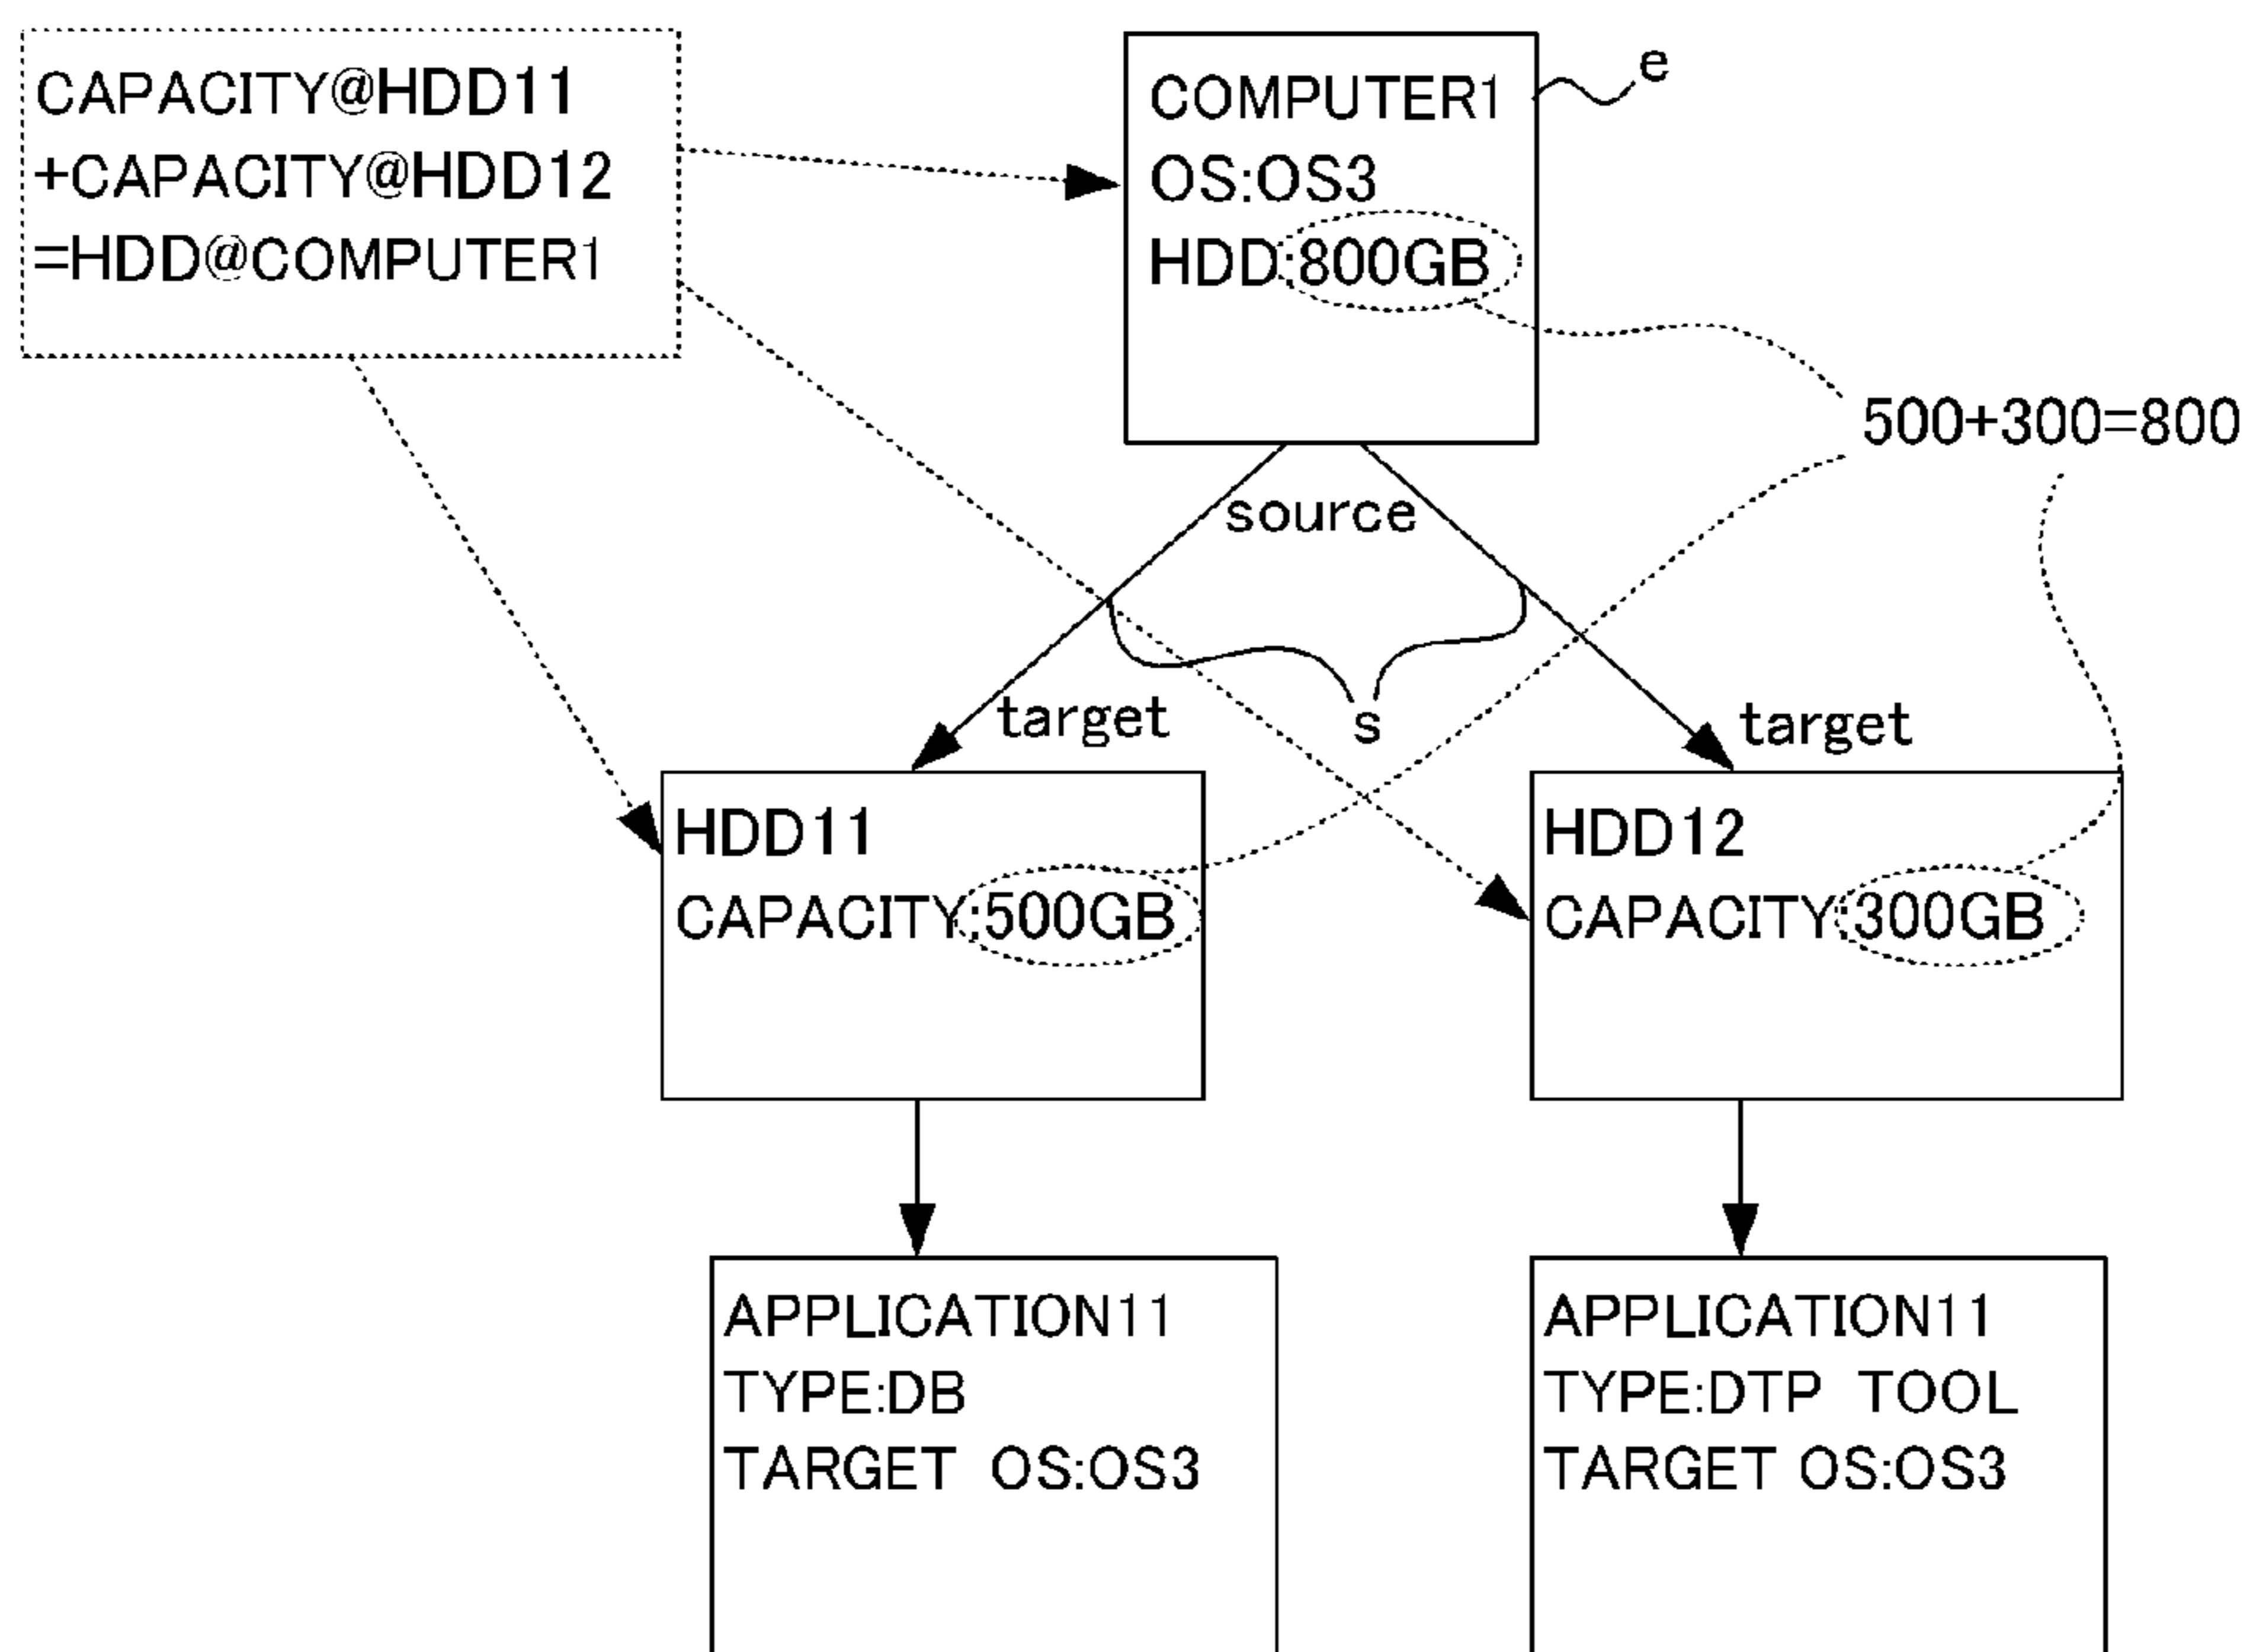 CAPACITY@HDD11
+CAPACITY@HDD12
=HDD@COMPUTER1
COMPUTER1
OS:OS3
HDD:800GB
e
500+300=800
source
target
s
target
HDD11
CAPACITY:500GB
HDD12
CAPACITY:300GB
APPLICATION11
TYPE:DB
TARGET OS:OS3
APPLICATION11
TYPE:DTP TOOL
TARGET OS:OS3